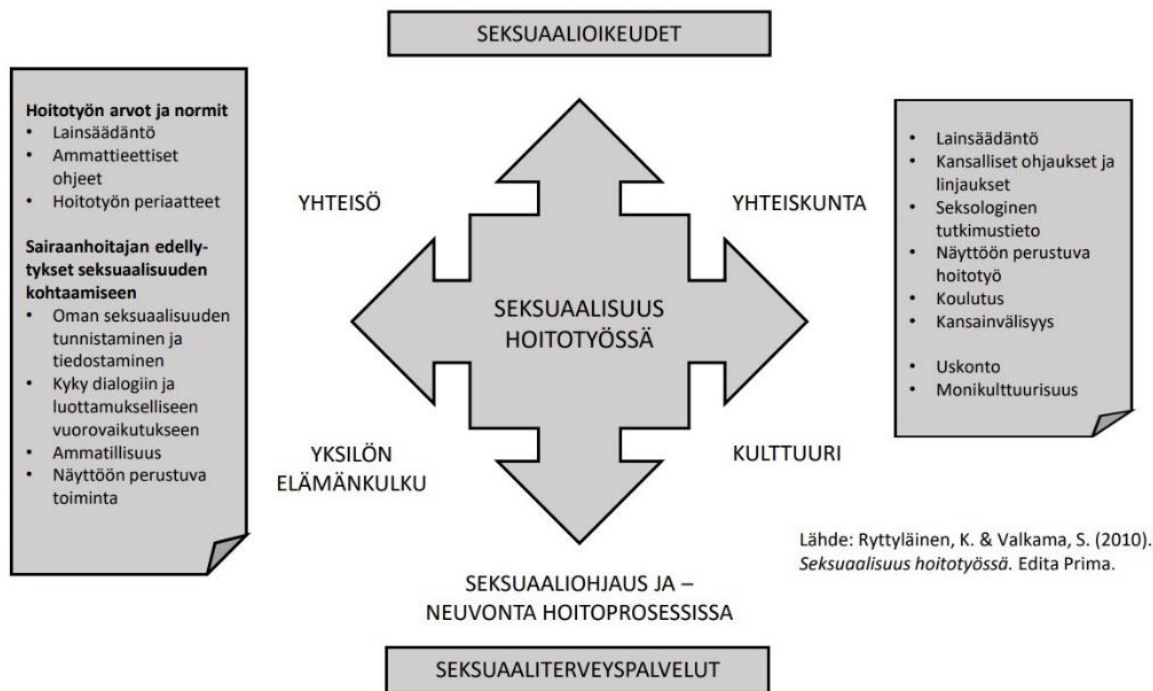 SEKSUAALIOIKEUDET
Hoitotyön arvot ja normit
• Lainsäädäntö
• Ammattieettiset
ohjeet
• Hoitotyön periaatteet
Sairaanhoitajan edelly-
tykset seksuaalisuuden
kohtaamiseen
• Oman seksuaalisuuden
tunnistaminen ja
tiedostaminen
• Kyky dialogiin ja
luottamukselliseen
vuorovaikutukseen
• Ammatillisuus
• Näyttöön perustuva
toiminta
YHTEISÖ
YHTEISKUNTA
SEKSUAALISUUS
HOITOTYÖSSÄ
YKSILÖN
ELÄMÄNKULKU
KULTTUURI
• Lainsäädäntö
• Kansalliset ohjaukset ja
linjaukset
• Seksologinen
tutkimustieto
• Näyttöön perustuva
hoitotyö
• Koulutus
• Kansainvälisyys
• Uskonto
• Monikulttuurisuus
Lähde: Ryttyläinen, K. & Valkama, S. (2010).
Seksuaalisuus hoitotyössä. Edita Prima.
SEKSUAALIOHJAUS JA –
NEUVONTA HOITOPROSESSISSA
SEKSUAALITERVEYSPALVELUT